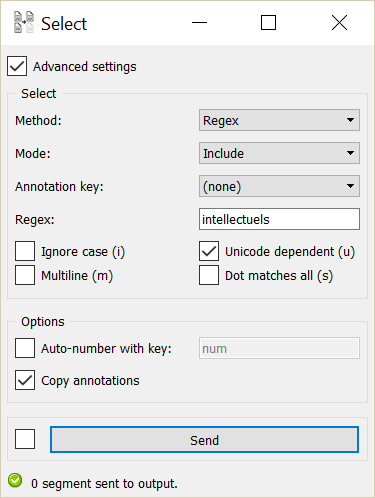 Select
Advanced settings
Select
Method: Regex
Mode: Include
Annotation key: (none)
Regex: intellectuels
Ignore case (i) Unicode dependent (u)
Multiline (m) Dot matches all (s)
Options
Auto-number with key: num
Copy annotations
Send
0 segment sent to output.